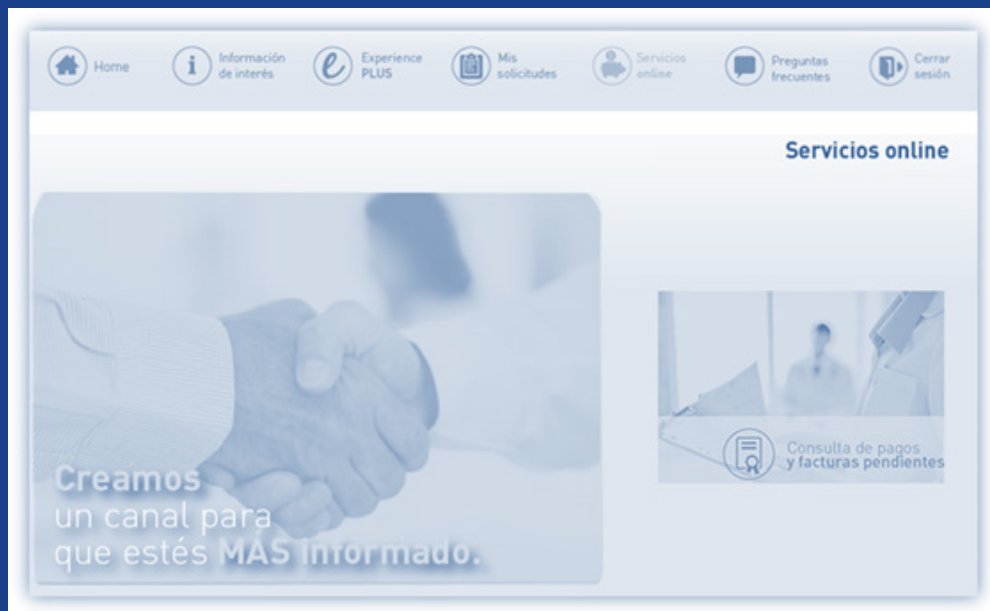 Home
Información
de interés
Experience
PLUS
Mis
solicitudes
Servicios
online
Preguntas
frecuentes
Cerrar
sesión
Servicios online
Creamos
un canal para
que estés MÁS informado.
Consulta de pagos
y facturas pendientes